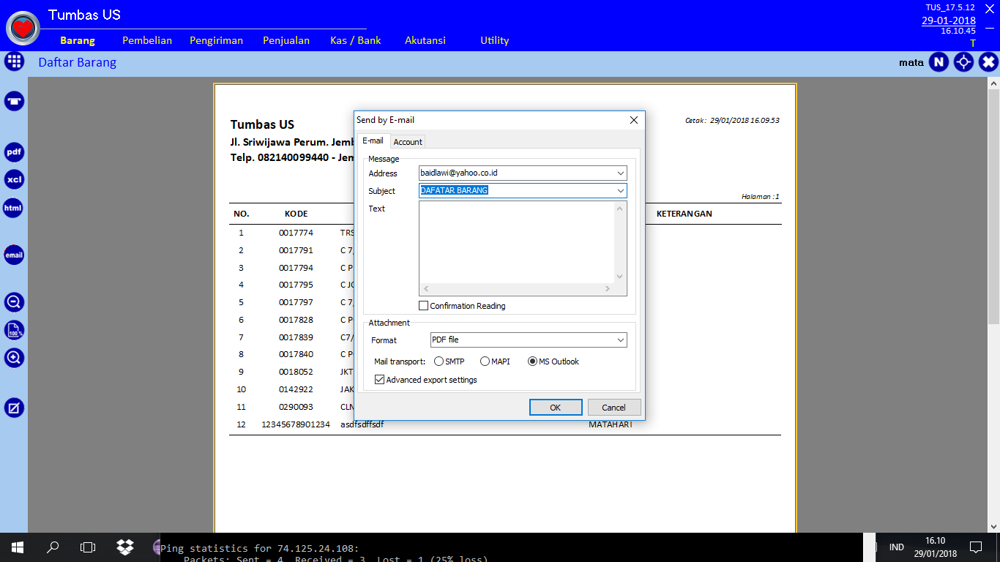 Tumbas US
TUS_17.5.12
29-01-2018
16.10.45
T
Barang Pembelian Pengiriman Penjualan Kas / Bank Akutansi Utility
Daftar Barang
mata N
pdf
xcl
html
email
100 %
Tumbas US
Cetak : 29/01/2018 16.09.53
Jl. Sriwijawa Perum. Jemb
Telp. 082140099440 - Jem
Halaman : 1
NO. KODE KETERANGAN
1 0017774 TRS
2 0017791 C 7,
3 0017794 C P
4 0017795 C JO
5 0017797 C 7,
6 0017828 C P
7 0017839 C7/
8 0017840 C P
9 0018052 JKT
10 0142922 JAK
11 0290093 CLN
12 12345678901234 asdfsdffsdf MATAHARI
Send by E-mail
E-mail Account
Message
Address baidlawi@yahoo.co.id
Subject DAFATAR BARANG
Text
Confirmation Reading
Attachment
Format PDF file
Mail transport: SMTP MAPI MS Outlook
Advanced export settings
OK Cancel
Ping statistics for 74.125.24.108:
Packets: Sent = 4, Received = 3, Lost = 1 (25% loss)
IND
16.10
29/01/2018